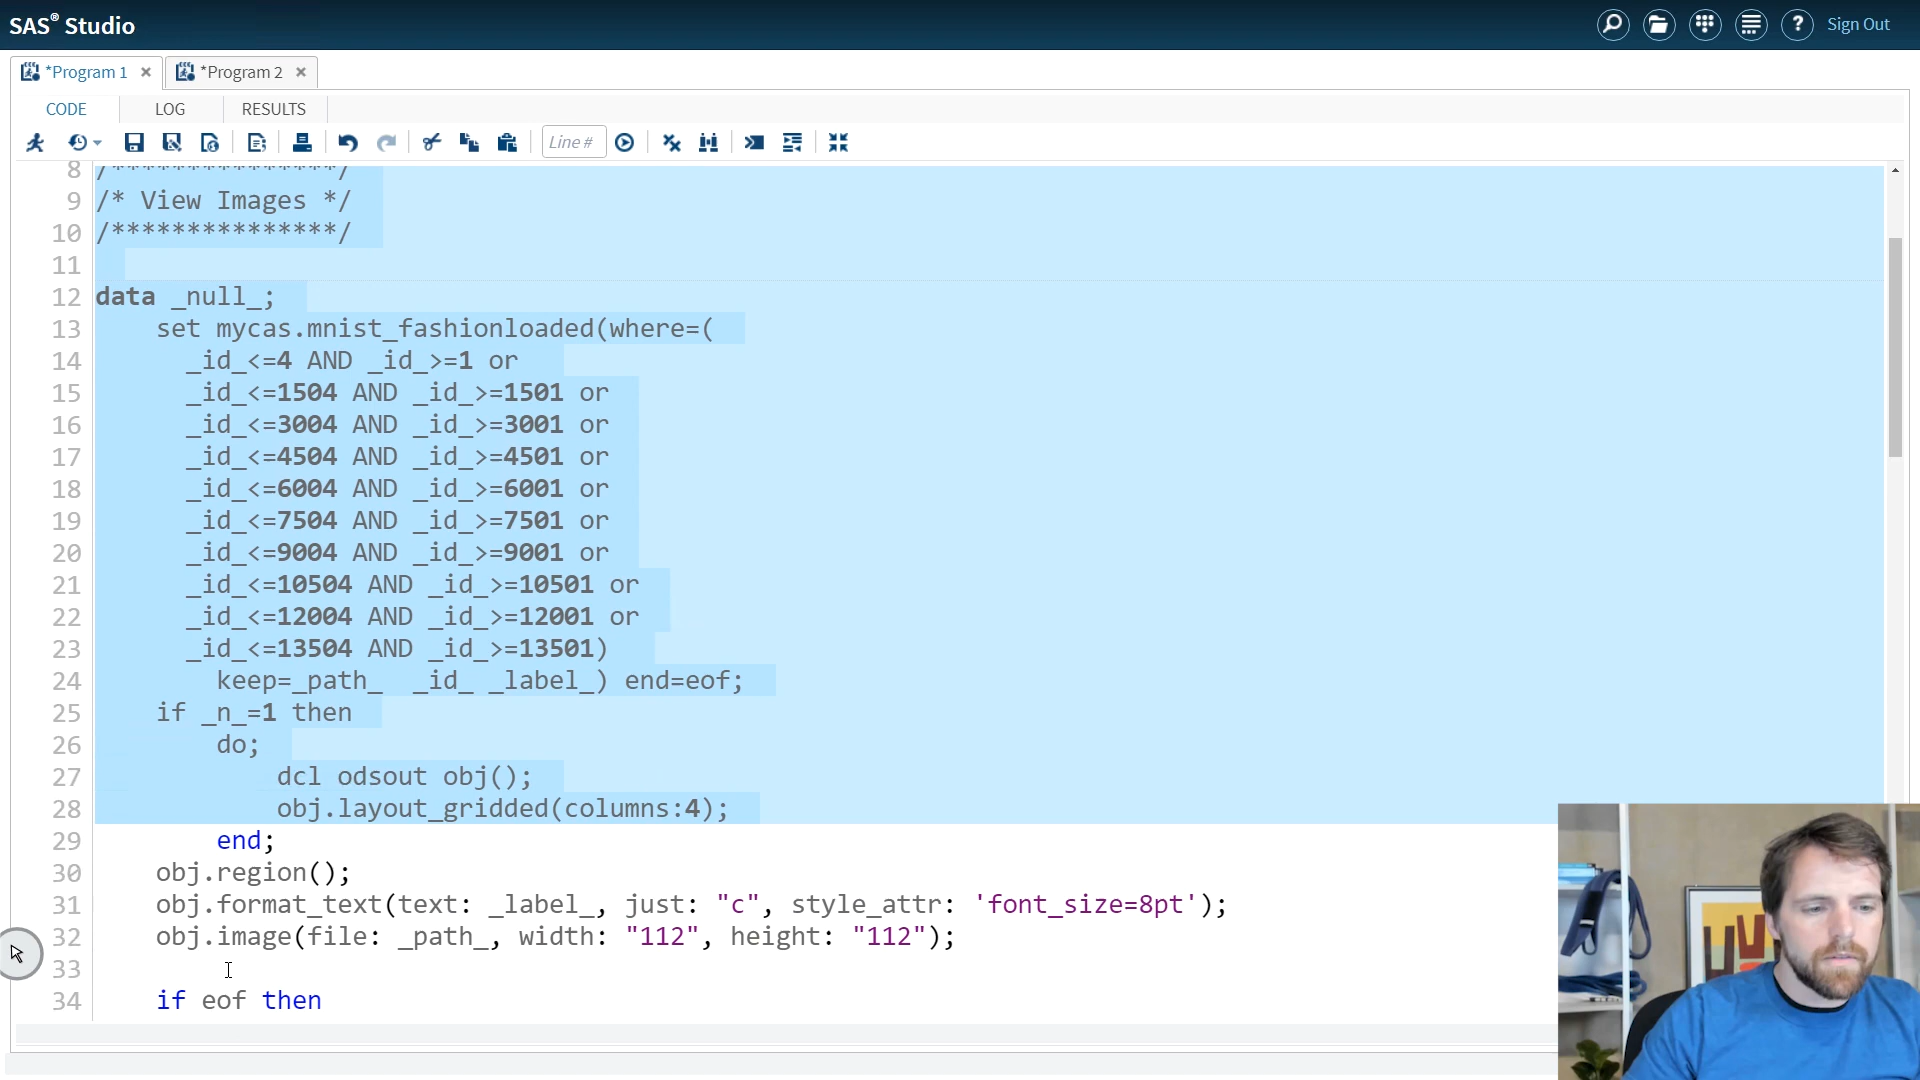 SAS® Studio
Sign Out
*Program 1
*Program 2
CODE LOG RESULTS
Line #
8 /***************/
9 /* View Images */
10 /***************/
11
12 data _null_;
13 set mycas.mnist_fashionloaded(where=(
14 _id_<=4 AND _id_>=1 or
15 _id_<=1504 AND _id_>=1501 or
16 _id_<=3004 AND _id_>=3001 or
17 _id_<=4504 AND _id_>=4501 or
18 _id_<=6004 AND _id_>=6001 or
19 _id_<=7504 AND _id_>=7501 or
20 _id_<=9004 AND _id_>=9001 or
21 _id_<=10504 AND _id_>=10501 or
22 _id_<=12004 AND _id_>=12001 or
23 _id_<=13504 AND _id_>=13501)
24 keep=_path_  _id_ _label_) end=eof;
25 if _n_=1 then
26 do;
27 dcl odsout obj();
28 obj.layout_gridded(columns:4);
29 end;
30 obj.region();
31 obj.format_text(text: _label_, just: "c", style_attr: 'font_size=8pt');
32 obj.image(file: _path_, width: "112", height: "112");
33
34 if eof then